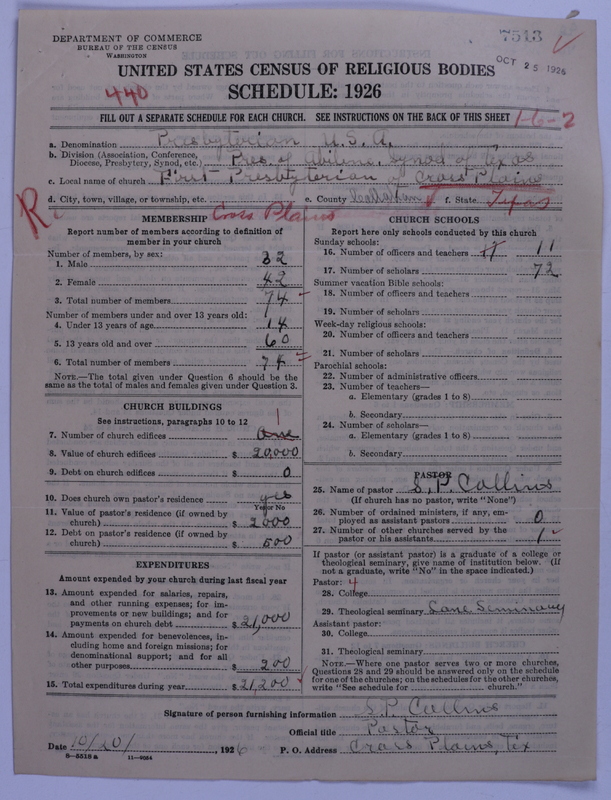 DEPARTMENT OF COMMERCE
BUREAU OF THE CENSUS
WASHINGTON
7513
OCT 25 1926
UNITED STATES CENSUS OF RELIGIOUS BODIES
440
SCHEDULE: 1926
FILL OUT A SEPARATE SCHEDULE FOR EACH CHURCH. SEE INSTRUCTIONS ON THE BACK OF THIS SHEET
1-6-2
a. Denomination Presbyterian U.S.A.
b. Division (Association, Conference, Diocese, Presbytery, Synod, etc.) Pres. of Abilene, Synod of Texas
c. Local name of church First Presbyterian of Cross Plains
d. City, town, village, or township, etc. Cross Plains e. County Callahan f. State Texas
R
MEMBERSHIP
Report number of members according to definition of
member in your church
Number of members, by sex:
1. Male 32
2. Female 42
3. Total number of members 74
Number of members under and over 13 years old:
4. Under 13 years of age 14
5. 13 years old and over 60
6. Total number of members 74
NOTE.—The total given under Question 6 should be the
same as the total of males and females given under Question 3.
CHURCH BUILDINGS
See instructions, paragraphs 10 to 12
1
7. Number of church edifices One
8. Value of church edifices $ 20,000
9. Debt on church edifices $ 0
10. Does church own pastor's residence yes
Yes or No
11. Value of pastor's residence (if owned by
church) $ 2000
12. Debt on pastor's residence (if owned by
church) $ 500
EXPENDITURES
Amount expended by your church during last fiscal year
13. Amount expended for salaries, repairs,
and other running expenses; for im-
provements or new buildings; and for
payments on church debt $ 21,000
14. Amount expended for benevolences, in-
cluding home and foreign missions; for
denominational support; and for all
other purposes $ 200
15. Total expenditures during year $ 21,200
CHURCH SCHOOLS
Report here only schools conducted by this church
Sunday schools:
16. Number of officers and teachers 11 11
17. Number of scholars 72
Summer vacation Bible schools:
18. Number of officers and teachers
19. Number of scholars
Week-day religious schools:
20. Number of officers and teachers
21. Number of scholars
Parochial schools:
22. Number of administrative officers
23. Number of teachers—
a. Elementary (grades 1 to 8)
b. Secondary
24. Number of scholars—
a. Elementary (grades 1 to 8)
b. Secondary
PASTOR
25. Name of pastor S. P. Collins
(If church has no pastor, write "None")
26. Number of ordained ministers, if any, em-
ployed as assistant pastors 0
27. Number of other churches served by the
pastor or his assistants 1
If pastor (or assistant pastor) is a graduate of a college or
theological seminary, give name of institution below. (If
not a graduate, write "No" in the space indicated.)
Pastor: 4
28. College
29. Theological seminary Lane Seminary
Assistant pastor:
30. College
31. Theological seminary
NOTE.—Where one pastor serves two or more churches,
Questions 28 and 29 should be answered only on the schedule
for one of the churches; on the schedules for the other churches,
write "See schedule for church."
Signature of person furnishing information S. P. Collins
Official title Pastor
Date 10/20/, 1926 P. O. Address Cross Plains, Tex
8-5518 a 11-9084